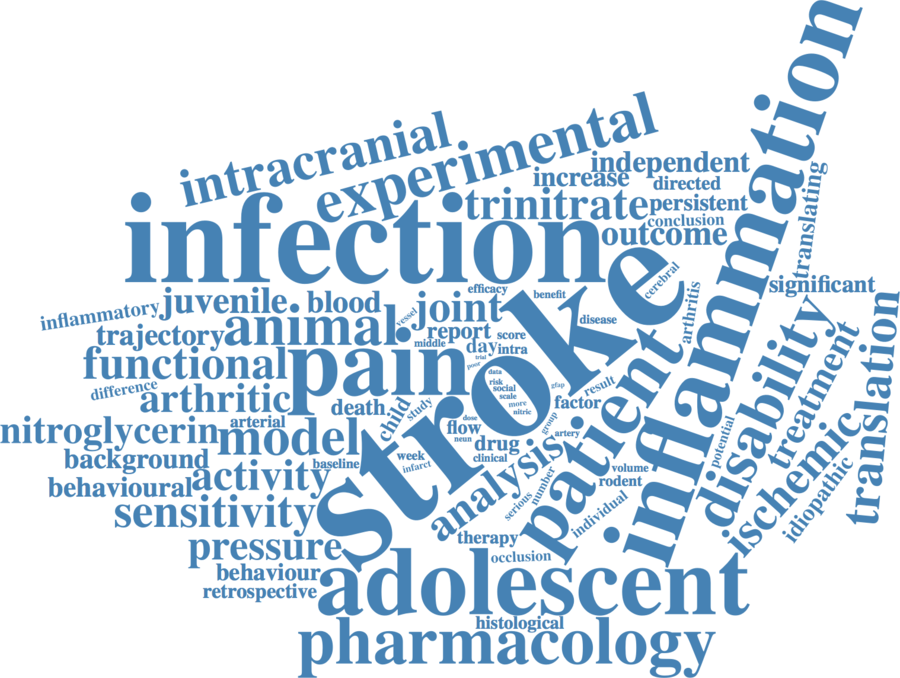 inflammation
intracranial
experimental
independent
increase
directed
translating
trinitrate
persistent
conclusion
infection
outcome
stroke
cerebral
significant
efficacy
benefit
inflammatory
juvenile
blood
vessel
joint
disease
arthritis
trajectory
animal
report
score
middle
day
intra
trial
poor
functional
pain
data
risk
social
scale
more
nitric
gfap
result
difference
arthritic
death
child
study
dose
group
factor
patient
disability
treatment
translation
nitroglycerin
arterial
model
flow
neun
drug
artery
clinical
background
baseline
week
infarct
analysis
potential
ischemic
behavioural
activity
number
serious
volume
rodent
individual
idiopathic
sensitivity
pressure
therapy
occlusion
behaviour
retrospective
adolescent
histological
pharmacology